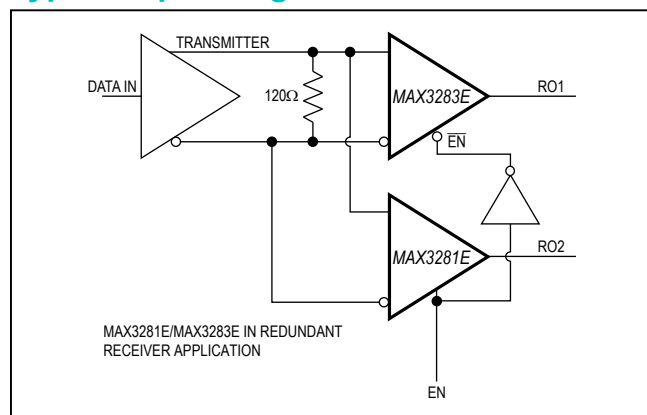 TRANSMITTER
DATA IN
120Ω
MAX3283E
RO1
EN
MAX3281E
RO2
MAX3281E/MAX3283E IN REDUNDANT
RECEIVER APPLICATION
EN